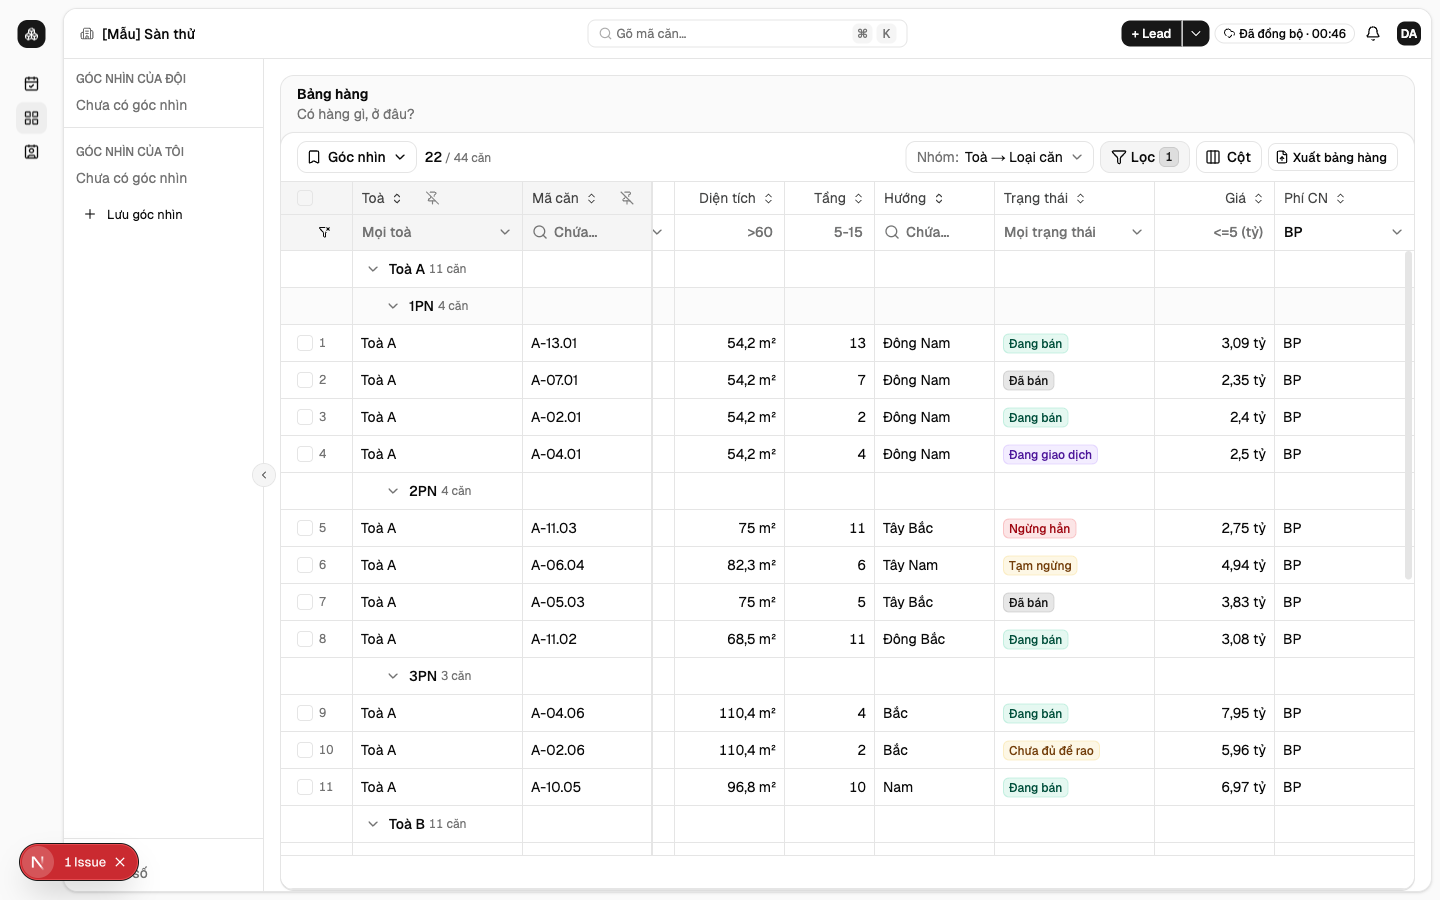 [Mẫu] Sàn thử
Gõ mã căn...
⌘ K
+ Lead
Đã đồng bộ · 00:46
DA
GÓC NHÌN CỦA ĐỘI
Chưa có góc nhìn
GÓC NHÌN CỦA TÔI
Chưa có góc nhìn
+ Lưu góc nhìn
Bảng hàng
Có hàng gì, ở đâu?
Góc nhìn 22 / 44 căn Nhóm: Toà → Loại căn Lọc 1 Cột Xuất bảng hàng
Toà Mã căn Diện tích Tầng Hướng Trạng thái Giá Phí CN
Mọi toà Chứa... >60 5-15 Chứa... Mọi trạng thái <=5 (tỷ) BP
Toà A 11 căn
1PN 4 căn
1 Toà A A-13.01 54,2 m² 13 Đông Nam Đang bán 3,09 tỷ BP
2 Toà A A-07.01 54,2 m² 7 Đông Nam Đã bán 2,35 tỷ BP
3 Toà A A-02.01 54,2 m² 2 Đông Nam Đang bán 2,4 tỷ BP
4 Toà A A-04.01 54,2 m² 4 Đông Nam Đang giao dịch 2,5 tỷ BP
2PN 4 căn
5 Toà A A-11.03 75 m² 11 Tây Bắc Ngừng hẳn 2,75 tỷ BP
6 Toà A A-06.04 82,3 m² 6 Tây Nam Tạm ngừng 4,94 tỷ BP
7 Toà A A-05.03 75 m² 5 Tây Bắc Đã bán 3,83 tỷ BP
8 Toà A A-11.02 68,5 m² 11 Đông Bắc Đang bán 3,08 tỷ BP
3PN 3 căn
9 Toà A A-04.06 110,4 m² 4 Bắc Đang bán 7,95 tỷ BP
10 Toà A A-02.06 110,4 m² 2 Bắc Chưa đủ để rao 5,96 tỷ BP
11 Toà A A-10.05 96,8 m² 10 Nam Đang bán 6,97 tỷ BP
Toà B 11 căn
N 1 Issue
số